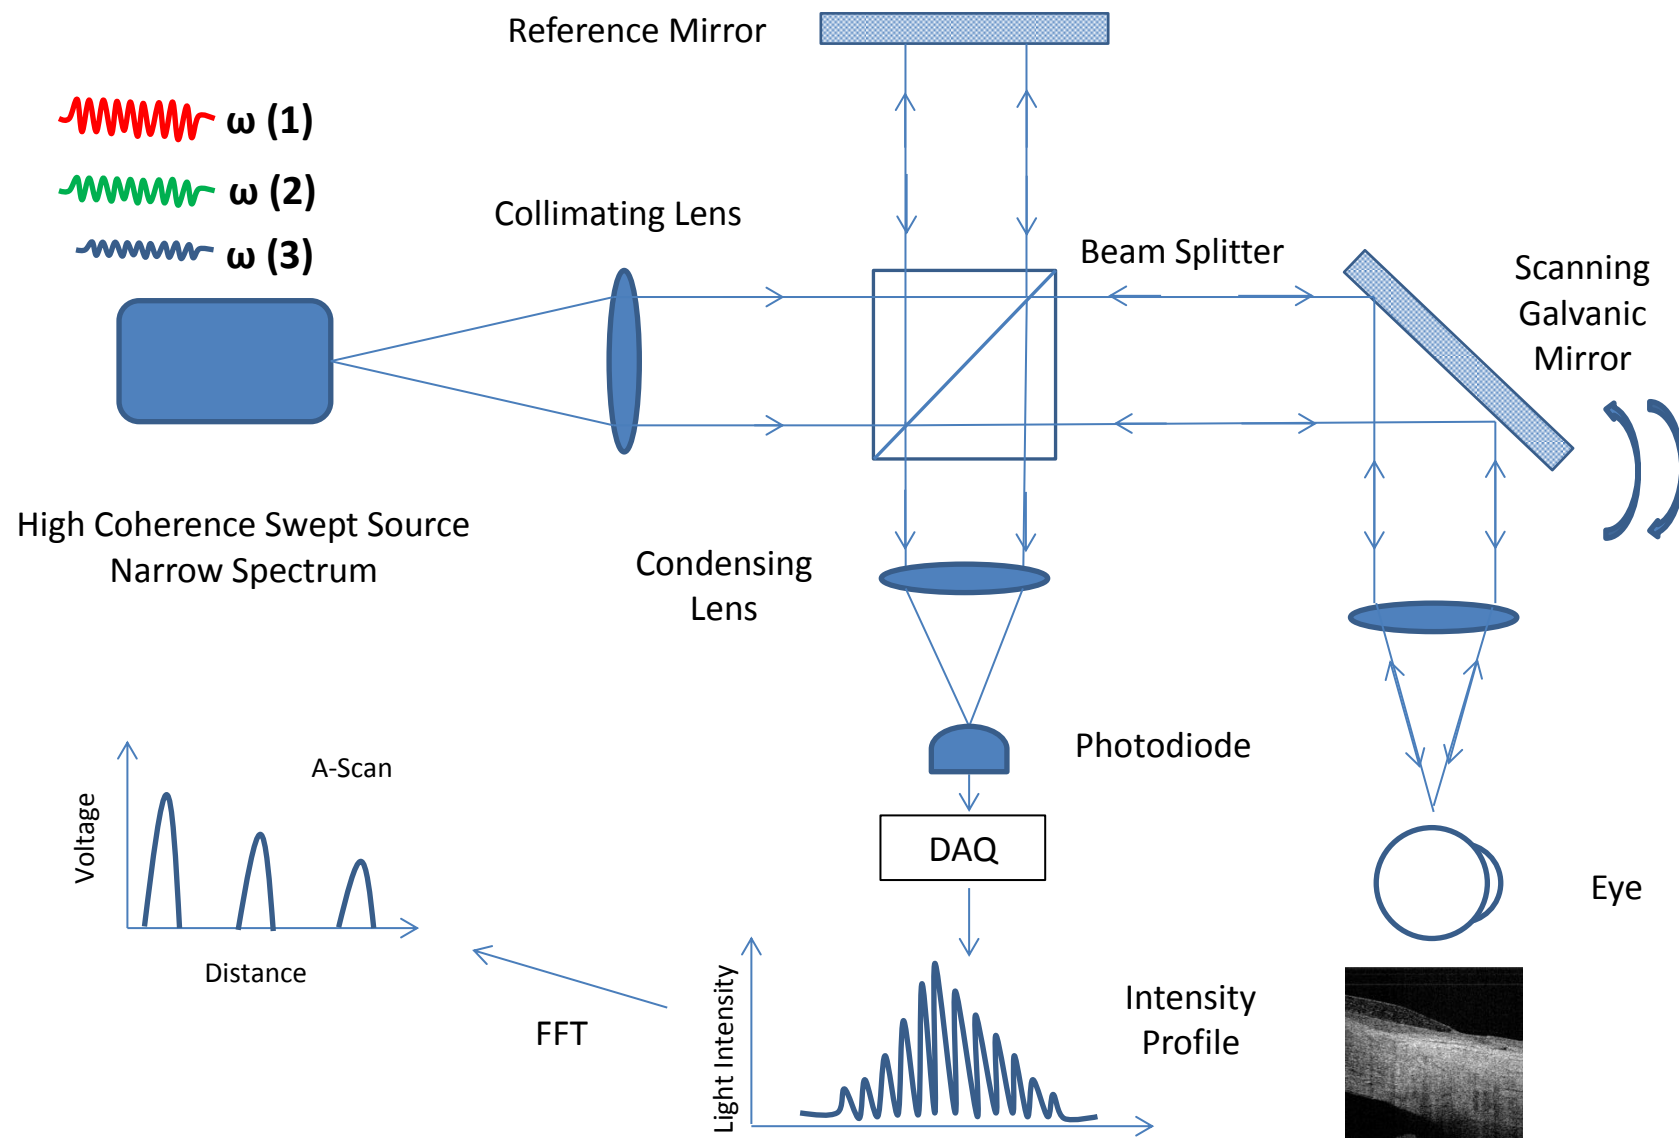 Reference Mirror
ω (1)
ω (2)
ω (3)
Collimating Lens
Beam Splitter
Scanning
Galvanic
Mirror
High Coherence Swept Source
Narrow Spectrum
Condensing
Lens
Photodiode
A-Scan
Voltage
Distance
DAQ
Eye
FFT
Light Intensity
Intensity
Profile